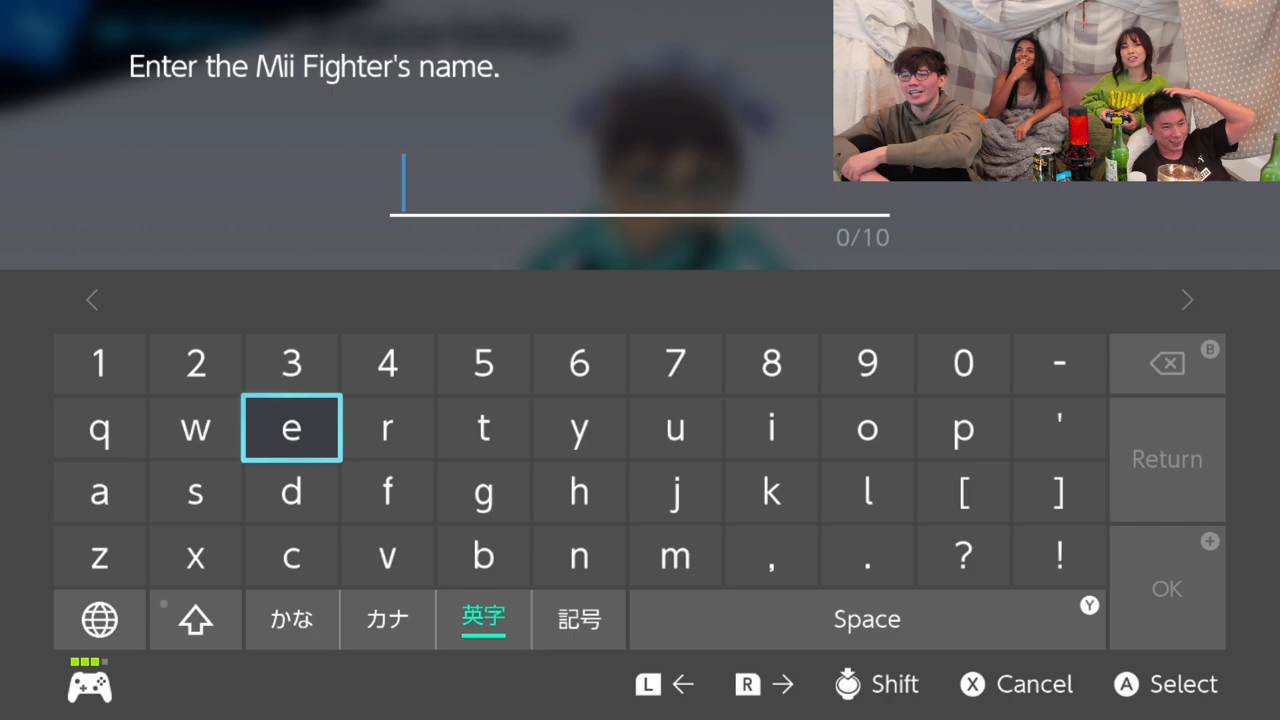 Enter the Mii Fighter's name.
0/10
1 2 3 4 5 6 7 8 9 0 - B
q w e r t y u i o p '
Return
a s d f g h j k l [ ]
z x c v b n m , . ? ! +
OK
かな カナ 英字 記号 Space Y
L ← R → Shift X Cancel A Select